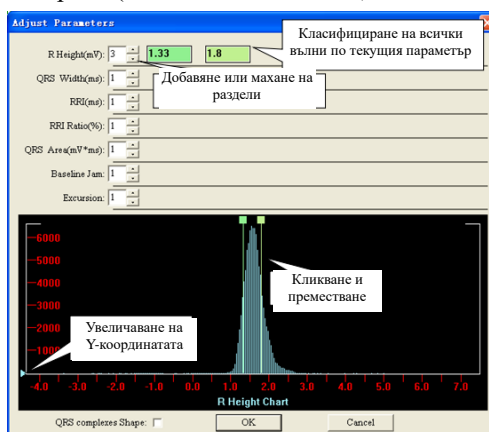 Adjust Parameters
Класифициране на всички
вълни по текущия параметър
R Height(mV): 3 1.33 1.8
Добавяне или махане на
раздели
QRS Width(ms): 1
RRI(ms): 1
RRI Ratio(%): 1
QRS Area(mV*ms): 1
Baseline Jam: 1
Excursion: 1
6000
5000
4000
3000
2000
1000
Кликване и
преместване
Увеличаване на
Y-координатата
-4.0 -3.0 -2.0 -1.0 0.0 1.0 2.0 3.0 4.0 5.0 6.0 7.0
R Height Chart
QRS complexes Shape: OK Cancel